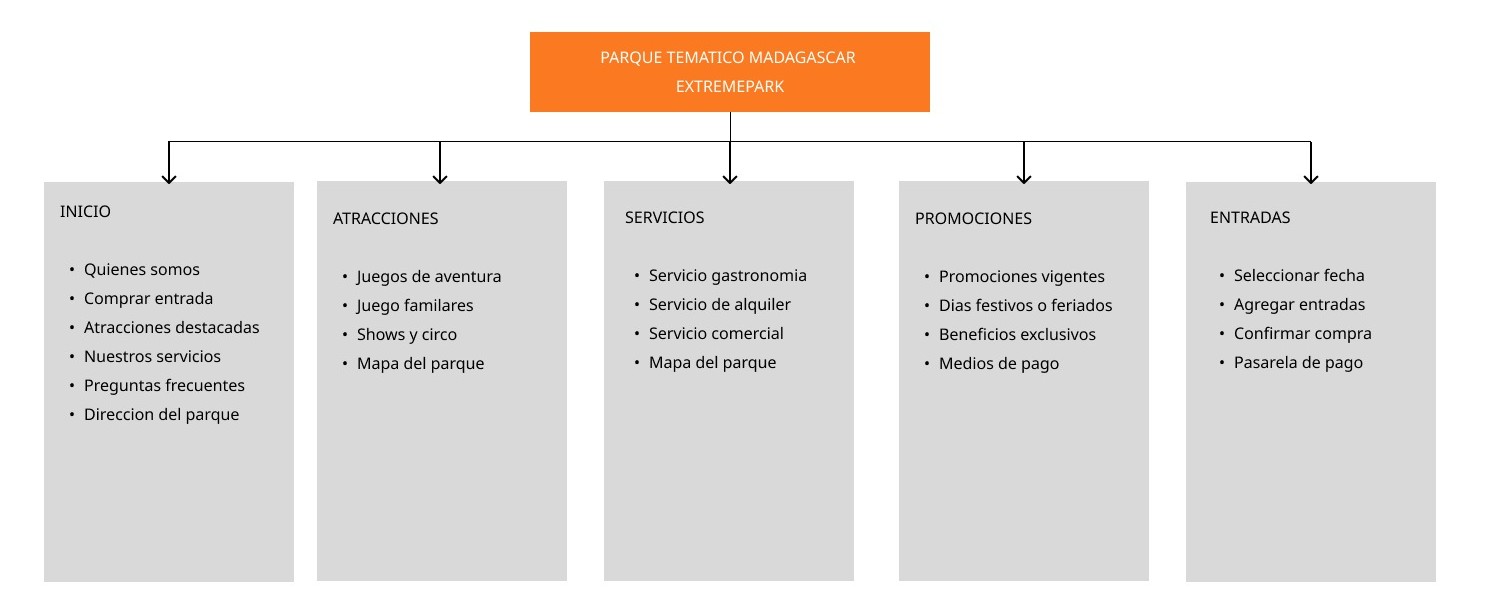 PARQUE TEMATICO MADAGASCAR
EXTREMEPARK
INICIO
• Quienes somos
• Comprar entrada
• Atracciones destacadas
• Nuestros servicios
• Preguntas frecuentes
• Direccion del parque
ATRACCIONES
• Juegos de aventura
• Juego familares
• Shows y circo
• Mapa del parque
SERVICIOS
• Servicio gastronomia
• Servicio de alquiler
• Servicio comercial
• Mapa del parque
PROMOCIONES
• Promociones vigentes
• Dias festivos o feriados
• Beneficios exclusivos
• Medios de pago
ENTRADAS
• Seleccionar fecha
• Agregar entradas
• Confirmar compra
• Pasarela de pago